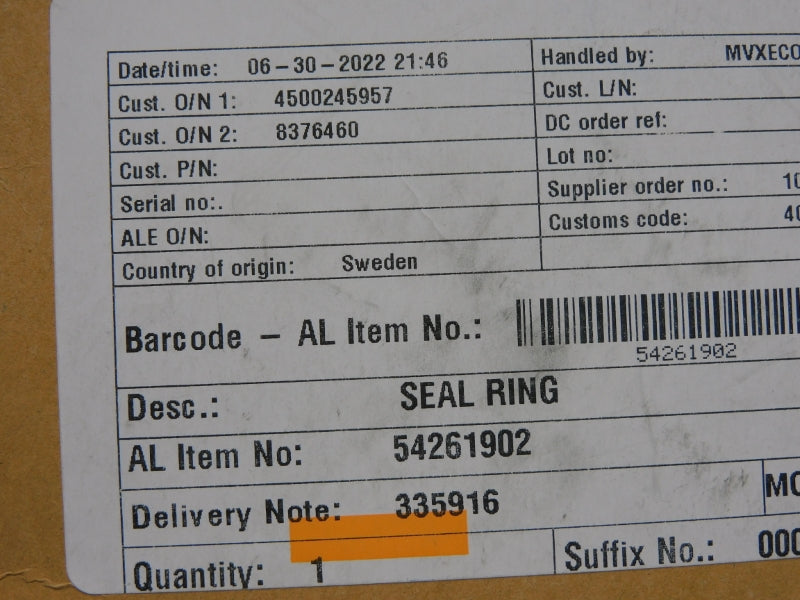 Date/time: 06-30-2022 21:46 Handled by: MVXECO
Cust. O/N 1: 4500245957 Cust. L/N:
Cust. O/N 2: 8376460 DC order ref:
Cust. P/N: Lot no:
Serial no:. Supplier order no.: 10
ALE O/N: Customs code: 40
Country of origin: Sweden
Barcode - AL Item No.:
54261902
Desc.: SEAL RING
AL Item No: 54261902
Delivery Note: 335916 MO
Quantity: 1 Suffix No.: 000